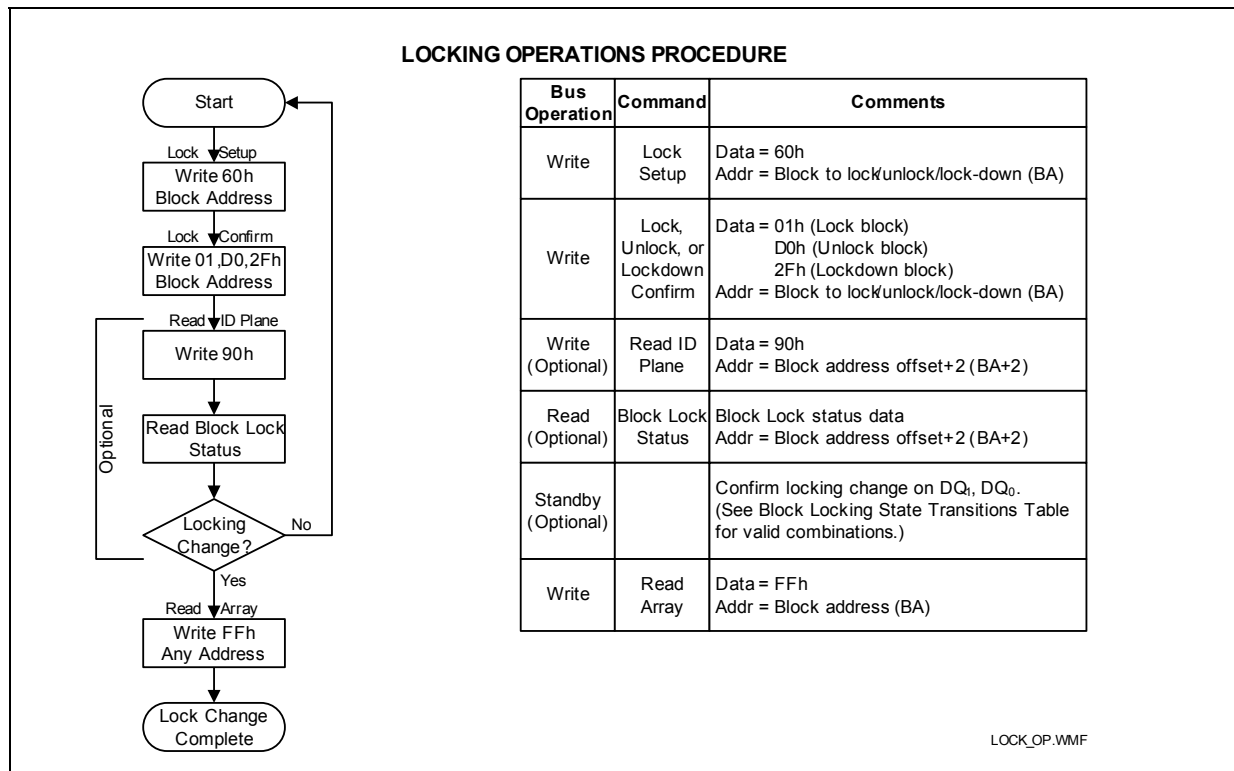 LOCKING OPERATIONS PROCEDURE
Start
Lock Setup
Write 60h
Block Address
Lock Confirm
Write 01,D0,2Fh
Block Address
Read ID Plane
Write 90h
Optional
Read Block Lock
Status
Locking
Change?
No
Yes
Read Array
Write FFh
Any Address
Lock Change
Complete
Bus
Operation
Command
Comments
Write
Lock
Setup
Data = 60h
Addr = Block to lock/unlock/lock-down (BA)
Write
Lock,
Unlock, or
Lockdown
Confirm
Data = 01h (Lock block)
D0h (Unlock block)
2Fh (Lockdown block)
Addr = Block to lock/unlock/lock-down (BA)
Write
(Optional)
Read ID
Plane
Data = 90h
Addr = Block address offset+2 (BA+2)
Read
(Optional)
Block Lock
Status
Block Lock status data
Addr = Block address offset+2 (BA+2)
Standby
(Optional)
Confirm locking change on DQ₁, DQ₀.
(See Block Locking State Transitions Table
for valid combinations.)
Write
Read
Array
Data = FFh
Addr = Block address (BA)
LOCK_OP.WMF